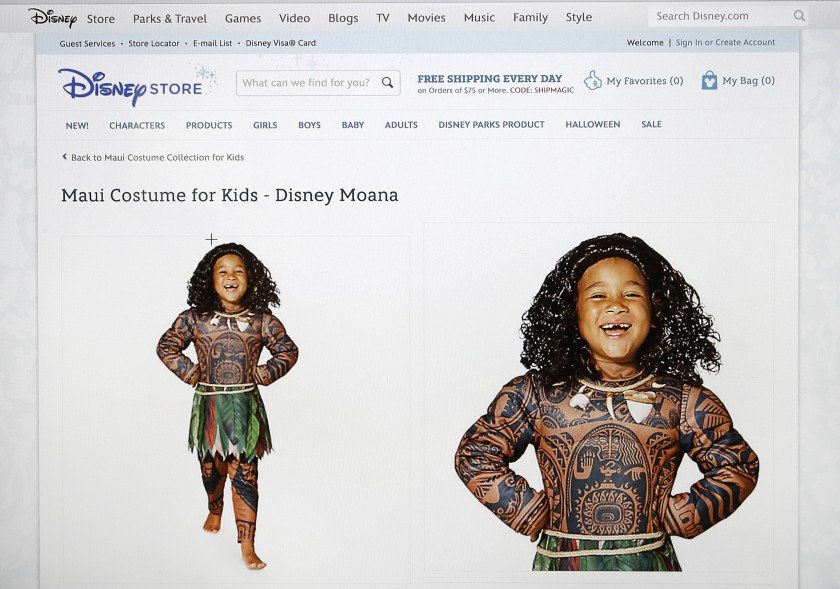 Disney Store Parks & Travel Games Video Blogs TV Movies Music Family Style Search Disney.com
Guest Services • Store Locator • E-mail List • Disney Visa® Card Welcome | Sign In or Create Account
Disney STORE What can we find for you? FREE SHIPPING EVERY DAY My Favorites (0) My Bag (0)
on Orders of $75 or More. CODE: SHIPMAGIC
NEW! CHARACTERS PRODUCTS GIRLS BOYS BABY ADULTS DISNEY PARKS PRODUCT HALLOWEEN SALE
Back to Maui Costume Collection for Kids
Maui Costume for Kids - Disney Moana